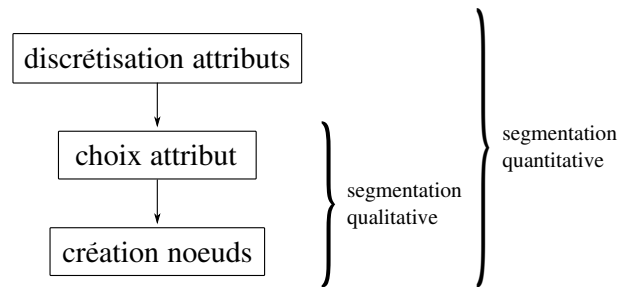 discrétisation attributs
choix attribut
création noeuds
segmentation
qualitative
segmentation
quantitative